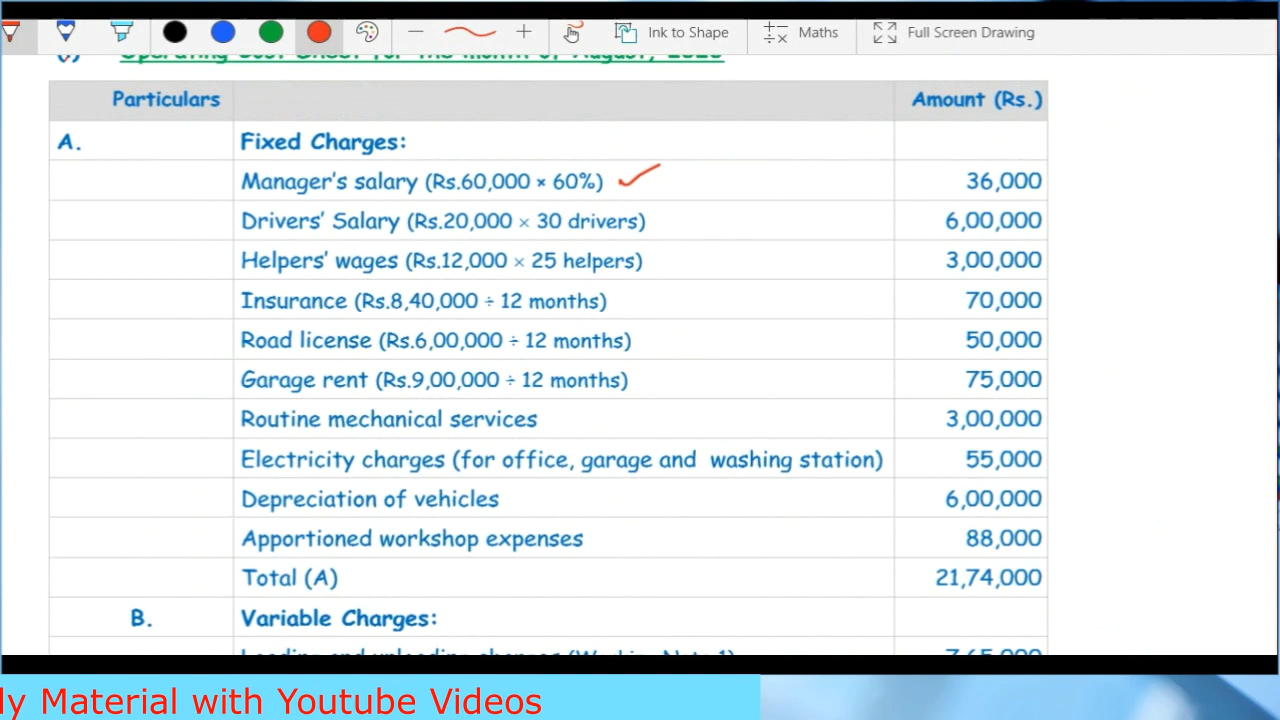 Ink to Shape Maths Full Screen Drawing
Particulars Amount (Rs.)
A. Fixed Charges:
Manager's salary (Rs.60,000 × 60%) 36,000
Drivers' Salary (Rs.20,000 × 30 drivers) 6,00,000
Helpers' wages (Rs.12,000 × 25 helpers) 3,00,000
Insurance (Rs.8,40,000 ÷ 12 months) 70,000
Road license (Rs.6,00,000 ÷ 12 months) 50,000
Garage rent (Rs.9,00,000 ÷ 12 months) 75,000
Routine mechanical services 3,00,000
Electricity charges (for office, garage and washing station) 55,000
Depreciation of vehicles 6,00,000
Apportioned workshop expenses 88,000
Total (A) 21,74,000
B. Variable Charges:
ly Material with Youtube Videos